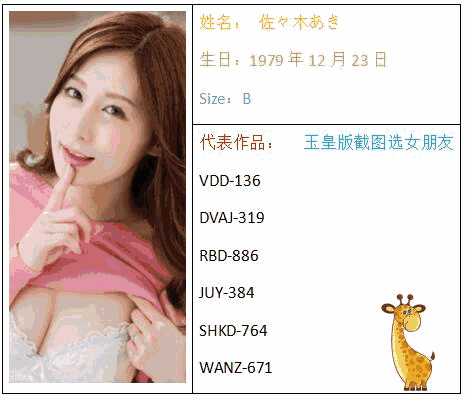 姓名： 佐々木あき
生日：1979 年 12 月 23 日
Size：B
代表作品： 玉皇版截图选女朋友
VDD-136
DVAJ-319
RBD-886
JUY-384
SHKD-764
WANZ-671